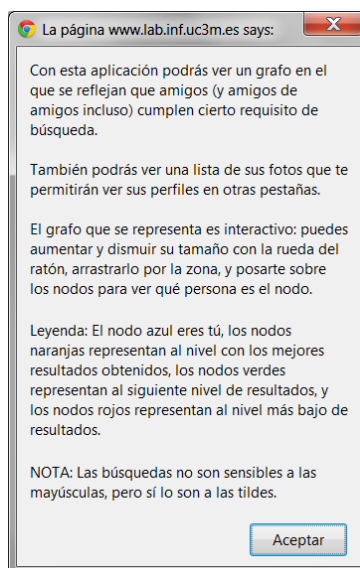 La página www.lab.inf.uc3m.es says:
Con esta aplicación podrás ver un grafo en el
que se reflejan que amigos (y amigos de
amigos incluso) cumplen cierto requisito de
búsqueda.
También podrás ver una lista de sus fotos que te
permitirán ver sus perfiles en otras pestañas.
El grafo que se representa es interactivo: puedes
aumentar y dismuir su tamaño con la rueda del
ratón, arrastrarlo por la zona, y posarte sobre
los nodos para ver qué persona es el nodo.
Leyenda: El nodo azul eres tú, los nodos
naranjas representan al nivel con los mejores
resultados obtenidos, los nodos verdes
representan al siguiente nivel de resultados, y
los nodos rojos representan al nivel más bajo de
resultados.
NOTA: Las búsquedas no son sensibles a las
mayúsculas, pero sí lo son a las tildes.
Aceptar